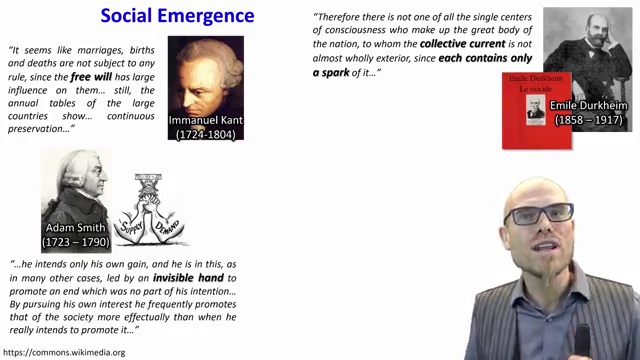 Social Emergence
“It seems like marriages, births
and deaths are not subject to any
rule, since the free will has large
influence on them… still, the
annual tables of the large
countries show… continuous
preservation…”
Immanuel Kant
(1724-1804)
“Therefore there is not one of all the single centers
of consciousness who make up the great body of
the nation, to whom the collective current is not
almost wholly exterior, since each contains only
a spark of it…”
Emile Durkheim
Le suicide
Emile Durkheim
(1858 – 1917)
Adam Smith
(1723 – 1790)
SUPPLY
DEMAND
“…he intends only his own gain, and he is in this, as
in many other cases, led by an invisible hand to
promote an end which was no part of his intention…
By pursuing his own interest he frequently promotes
that of the society more effectually than when he
really intends to promote it…”
https://commons.wikimedia.org